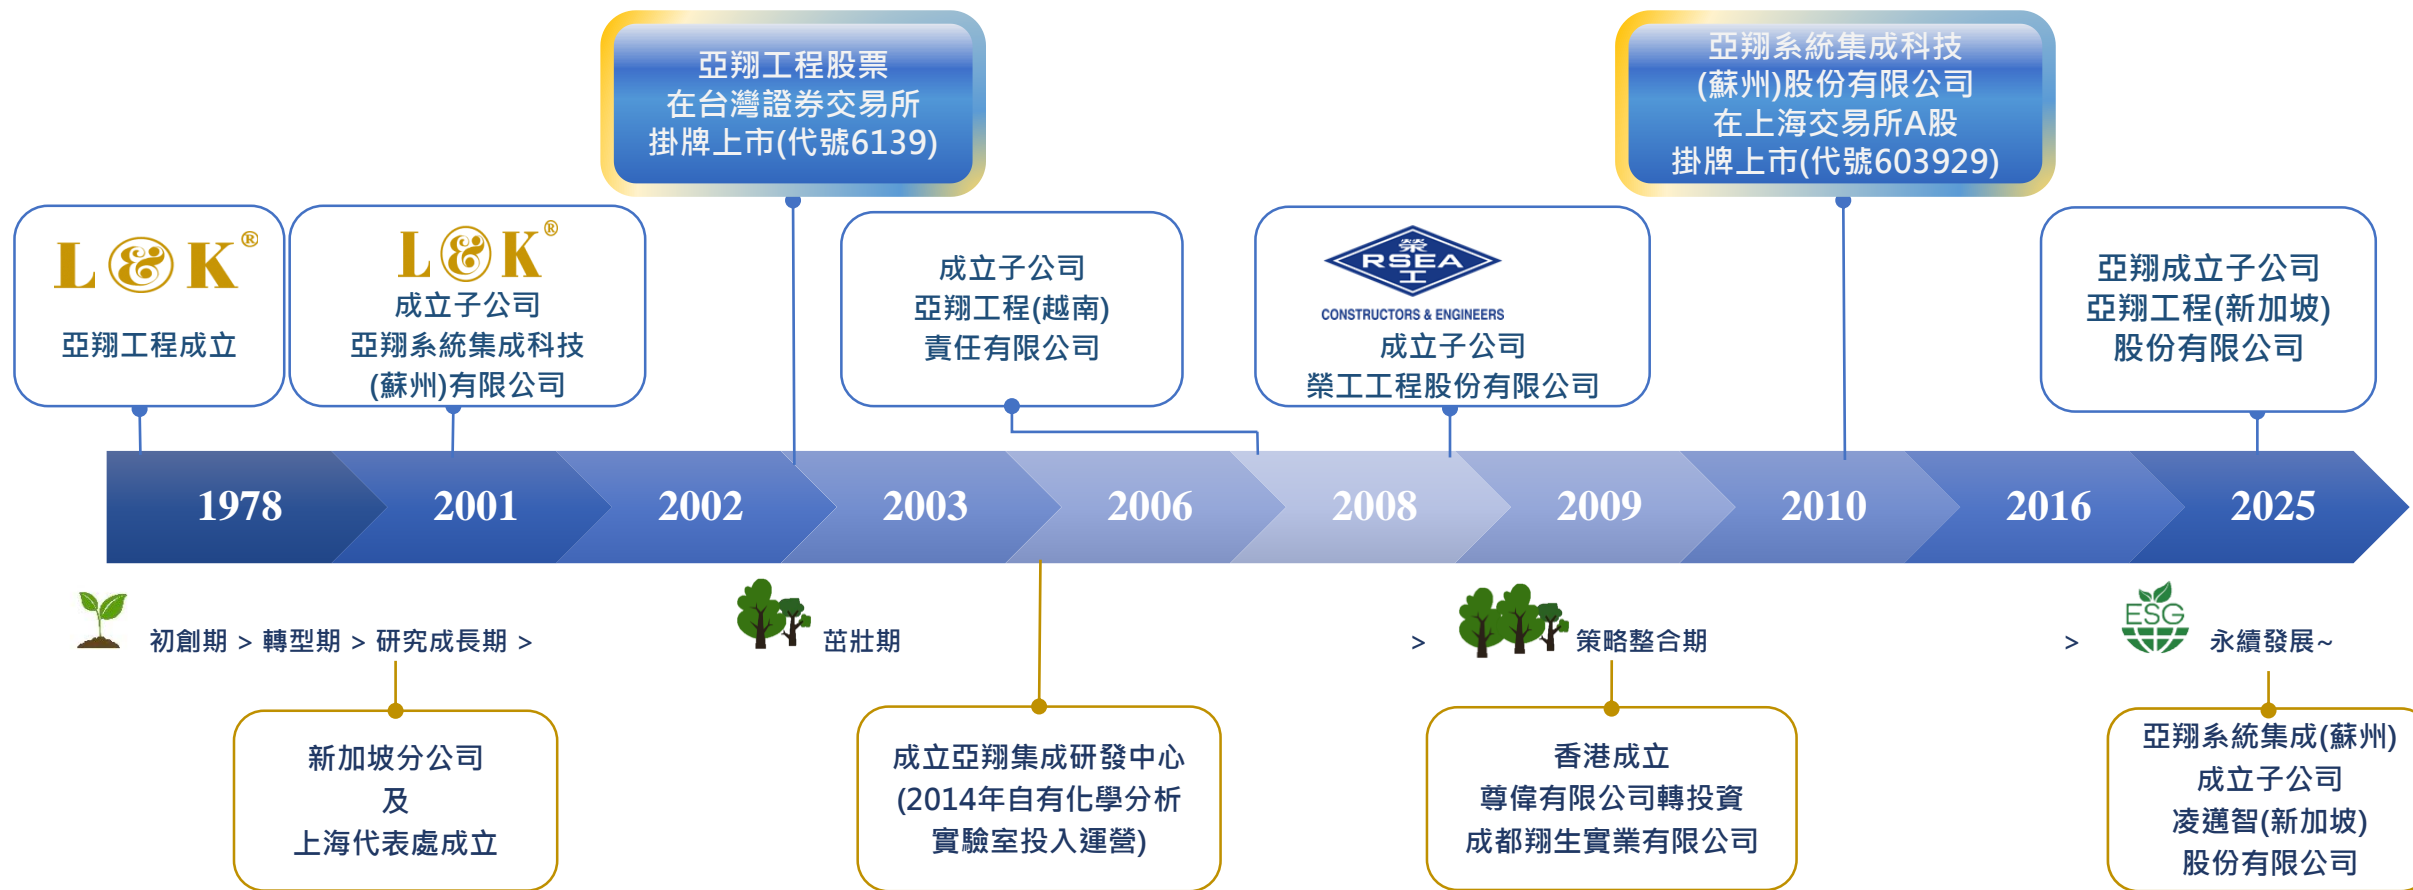 亞翔工程股票
在台灣證券交易所
掛牌上市(代號6139)
亞翔系統集成科技
(蘇州)股份有限公司
在上海交易所A股
掛牌上市(代號603929)
L&K®
亞翔工程成立
L&K®
成立子公司
亞翔系統集成科技
(蘇州)有限公司
成立子公司
亞翔工程(越南)
責任有限公司
榮
RSEA
工
CONSTRUCTORS & ENGINEERS
成立子公司
榮工工程股份有限公司
亞翔成立子公司
亞翔工程(新加坡)
股份有限公司
1978 2001 2002 2003 2006 2008 2009 2010 2016 2025
初創期 > 轉型期 > 研究成長期 > 茁壯期 > 策略整合期 > ESG 永續發展~
新加坡分公司
及
上海代表處成立
成立亞翔集成研發中心
(2014年自有化學分析
實驗室投入運營)
香港成立
尊偉有限公司轉投資
成都翔生實業有限公司
亞翔系統集成(蘇州)
成立子公司
凌邁智(新加坡)
股份有限公司